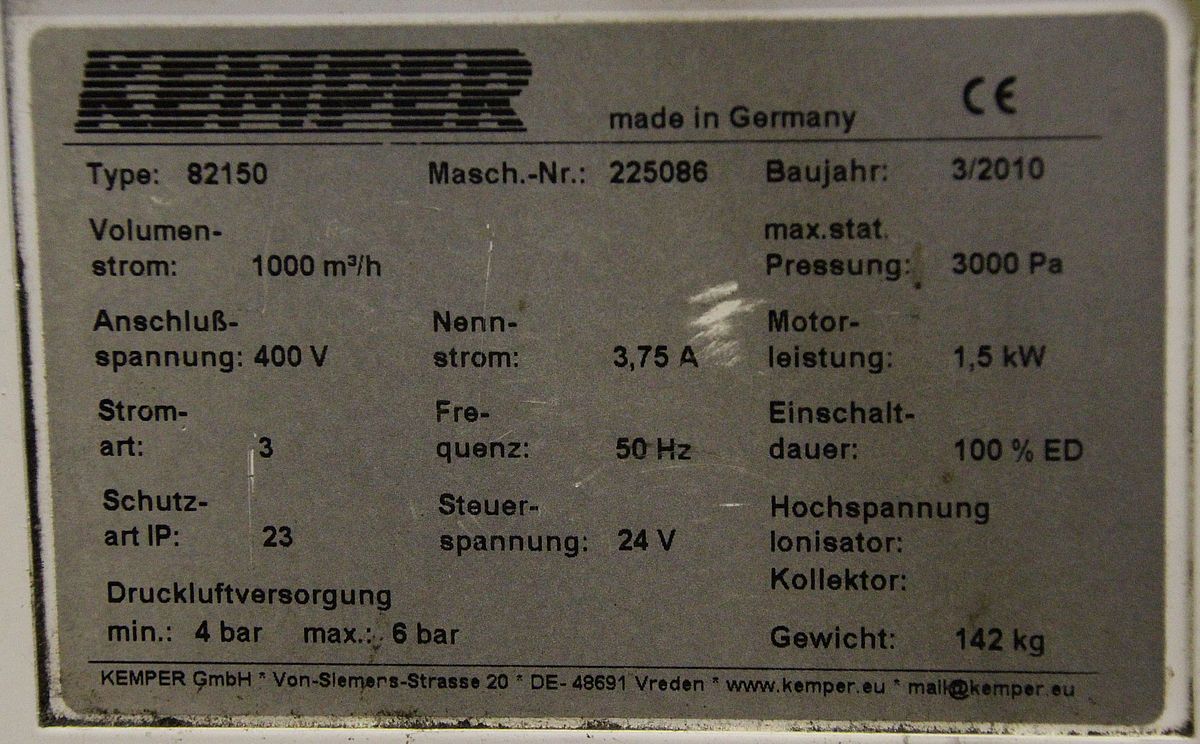 KEMPER
made in Germany CE
Type: 82150 Masch.-Nr.: 225086 Baujahr: 3/2010
Volumen- max.stat.
strom: 1000 m³/h Pressung: 3000 Pa
Anschluß- Nenn- Motor-
spannung: 400 V strom: 3,75 A leistung: 1,5 kW
Strom- Fre- Einschalt-
art: 3 quenz: 50 Hz dauer: 100 % ED
Schutz- Steuer- Hochspannung
art IP: 23 spannung: 24 V Ionisator:
Kollektor:
Druckluftversorgung
min.: 4 bar max.: 6 bar Gewicht: 142 kg
KEMPER GmbH * Von-Siemens-Strasse 20 * DE- 48691 Vreden * www.kemper.eu * mail@kemper.eu